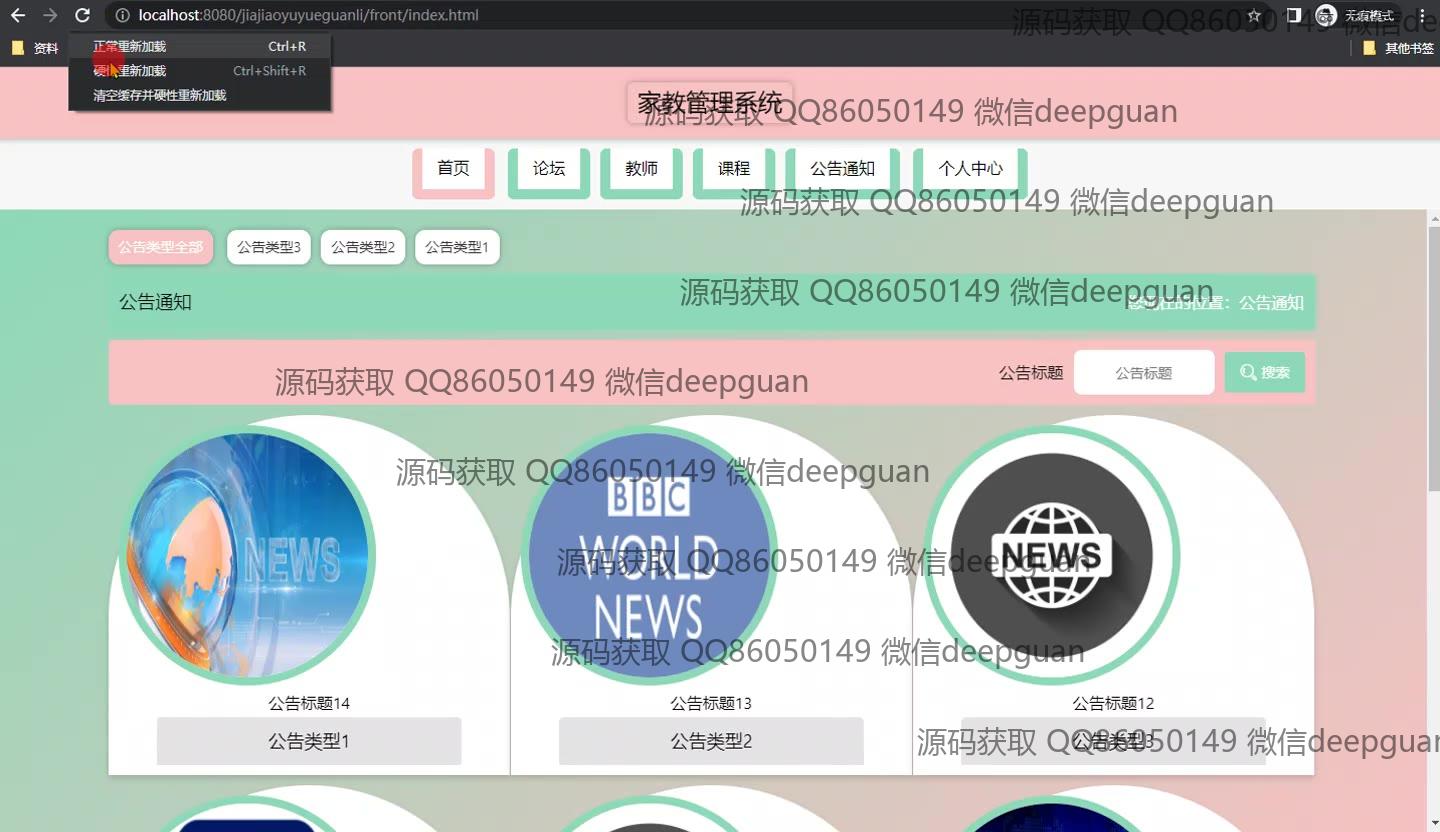 localhost:8080/jiajiaoyuyueguanli/front/index.html
无痕模式
资料
其他书签
正常重新加载 Ctrl+R
硬性重新加载 Ctrl+Shift+R
清空缓存并硬性重新加载
源码获取 QQ86050149 微信deepguan
家教管理系统
源码获取 QQ86050149 微信deepguan
首页 论坛 教师 课程 公告通知 个人中心
源码获取 QQ86050149 微信deepguan
公告类型全部 公告类型3 公告类型2 公告类型1
公告通知
源码获取 QQ86050149 微信deepguan
您现在的位置：公告通知
源码获取 QQ86050149 微信deepguan
公告标题 公告标题 搜索
源码获取 QQ86050149 微信deepguan
NEWS
BBC
WORLD
NEWS
NEWS
源码获取 QQ86050149 微信deepguan
源码获取 QQ86050149 微信deepguan
公告标题14 公告标题13 公告标题12
公告类型1 公告类型2 公告类型3
源码获取 QQ86050149 微信deepguan